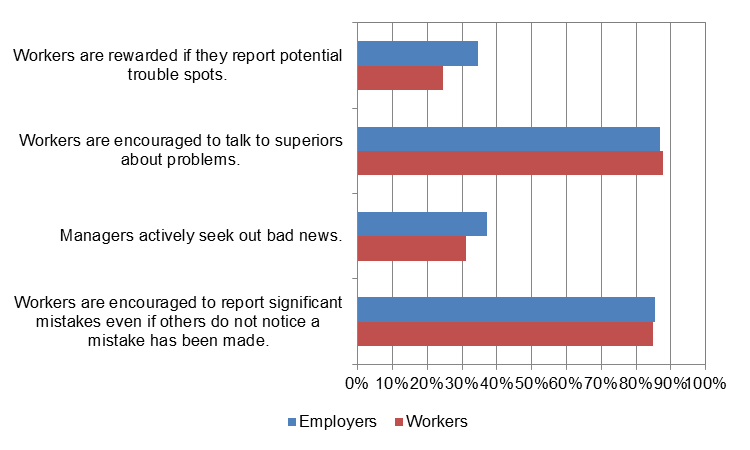 Workers are rewarded if they report potential
trouble spots.
Workers are encouraged to talk to superiors
about problems.
Managers actively seek out bad news.
Workers are encouraged to report significant
mistakes even if others do not notice a
mistake has been made.
0% 10% 20% 30% 40% 50% 60% 70% 80% 90% 100%
Employers Workers